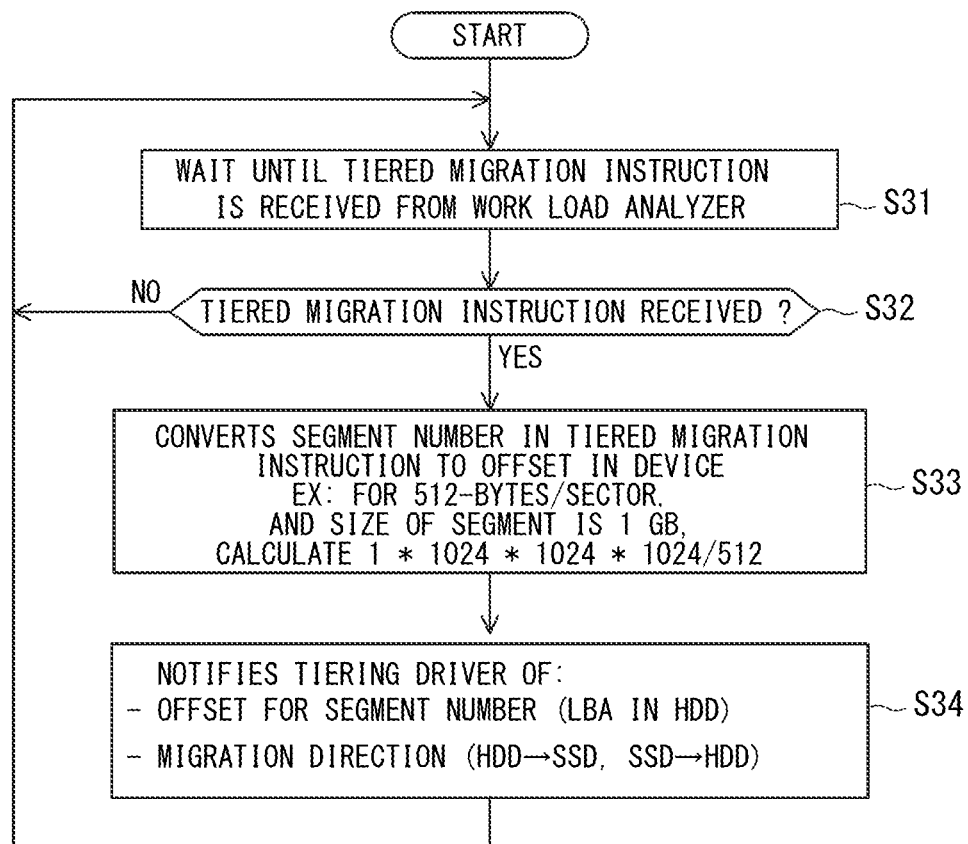 START
WAIT UNTIL TIERED MIGRATION INSTRUCTION
IS RECEIVED FROM WORK LOAD ANALYZER
S31
NO
TIERED MIGRATION INSTRUCTION RECEIVED ?
S32
YES
CONVERTS SEGMENT NUMBER IN TIERED MIGRATION
INSTRUCTION TO OFFSET IN DEVICE
EX: FOR 512-BYTES/SECTOR,
AND SIZE OF SEGMENT IS 1 GB,
CALCULATE 1 * 1024 * 1024 * 1024/512
S33
NOTIFIES TIERING DRIVER OF:
- OFFSET FOR SEGMENT NUMBER (LBA IN HDD)
- MIGRATION DIRECTION (HDD→SSD, SSD→HDD)
S34